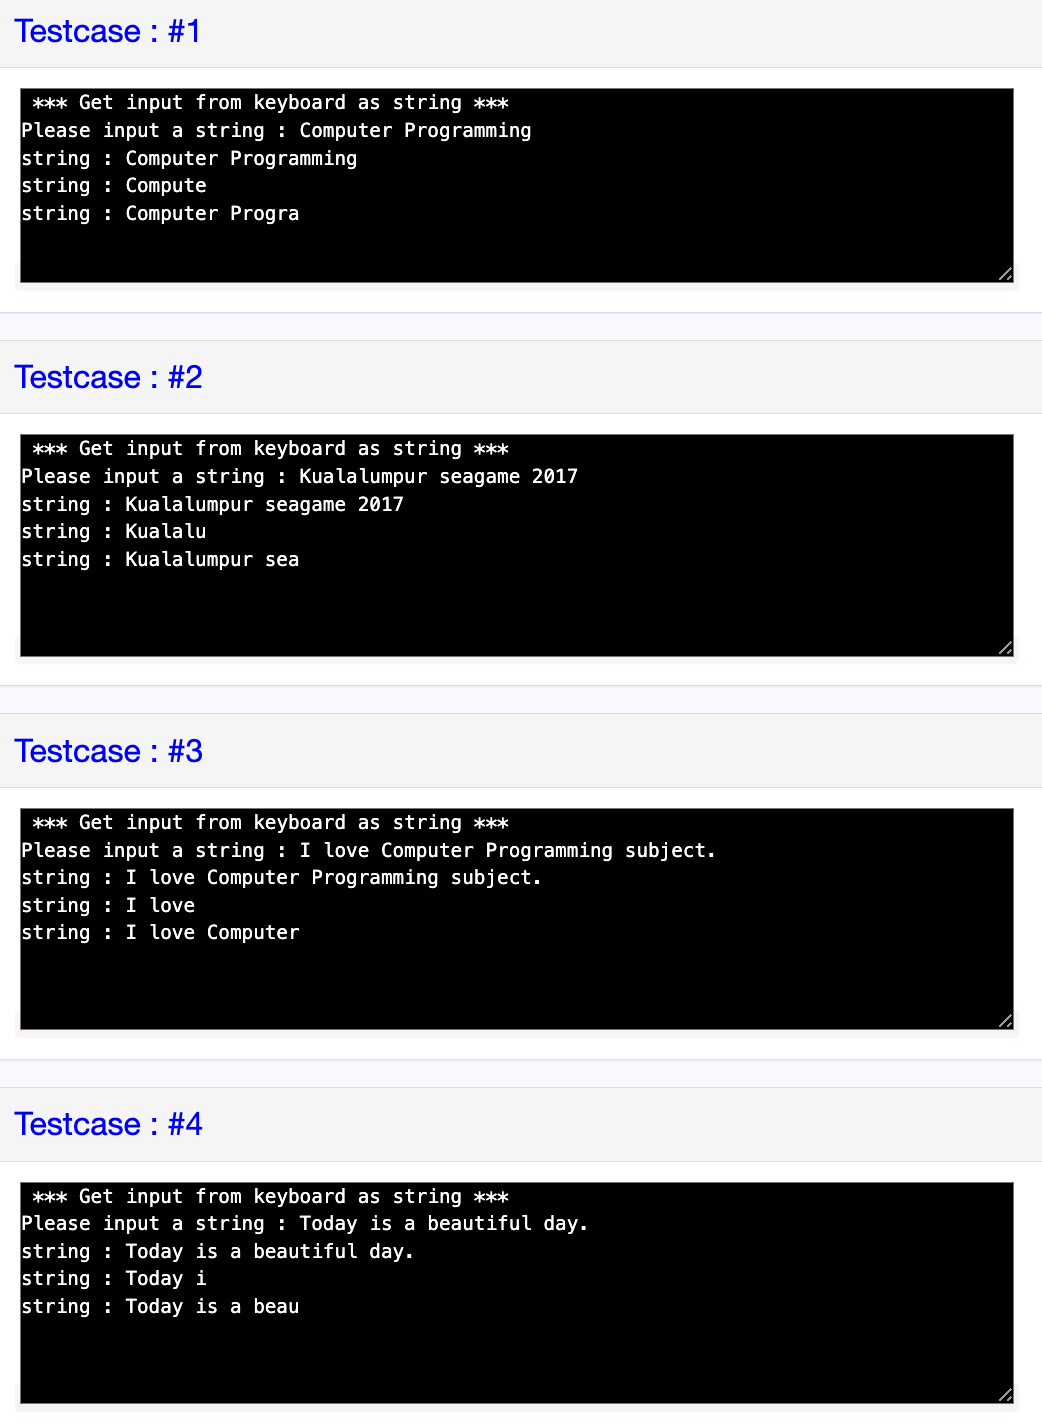 Testcase : #1
*** Get input from keyboard as string ***
Please input a string : Computer Programming
string : Computer Programming
string : Compute
string : Computer Progra
Testcase : #2
*** Get input from keyboard as string ***
Please input a string : Kualalumpur seagame 2017
string : Kualalumpur seagame 2017
string : Kualalu
string : Kualalumpur sea
Testcase : #3
*** Get input from keyboard as string ***
Please input a string : I love Computer Programming subject.
string : I love Computer Programming subject.
string : I love
string : I love Computer
Testcase : #4
*** Get input from keyboard as string ***
Please input a string : Today is a beautiful day.
string : Today is a beautiful day.
string : Today i
string : Today is a beau